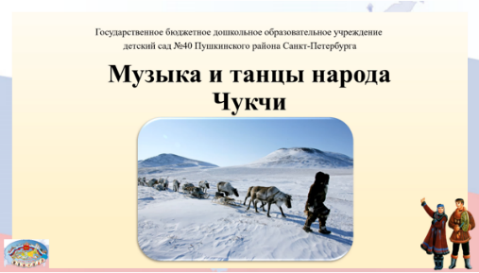 Государственное бюджетное дошкольное образовательное учреждение
детский сад №40 Пушкинского района Санкт-Петербурга
Музыка и танцы народа
Чукчи